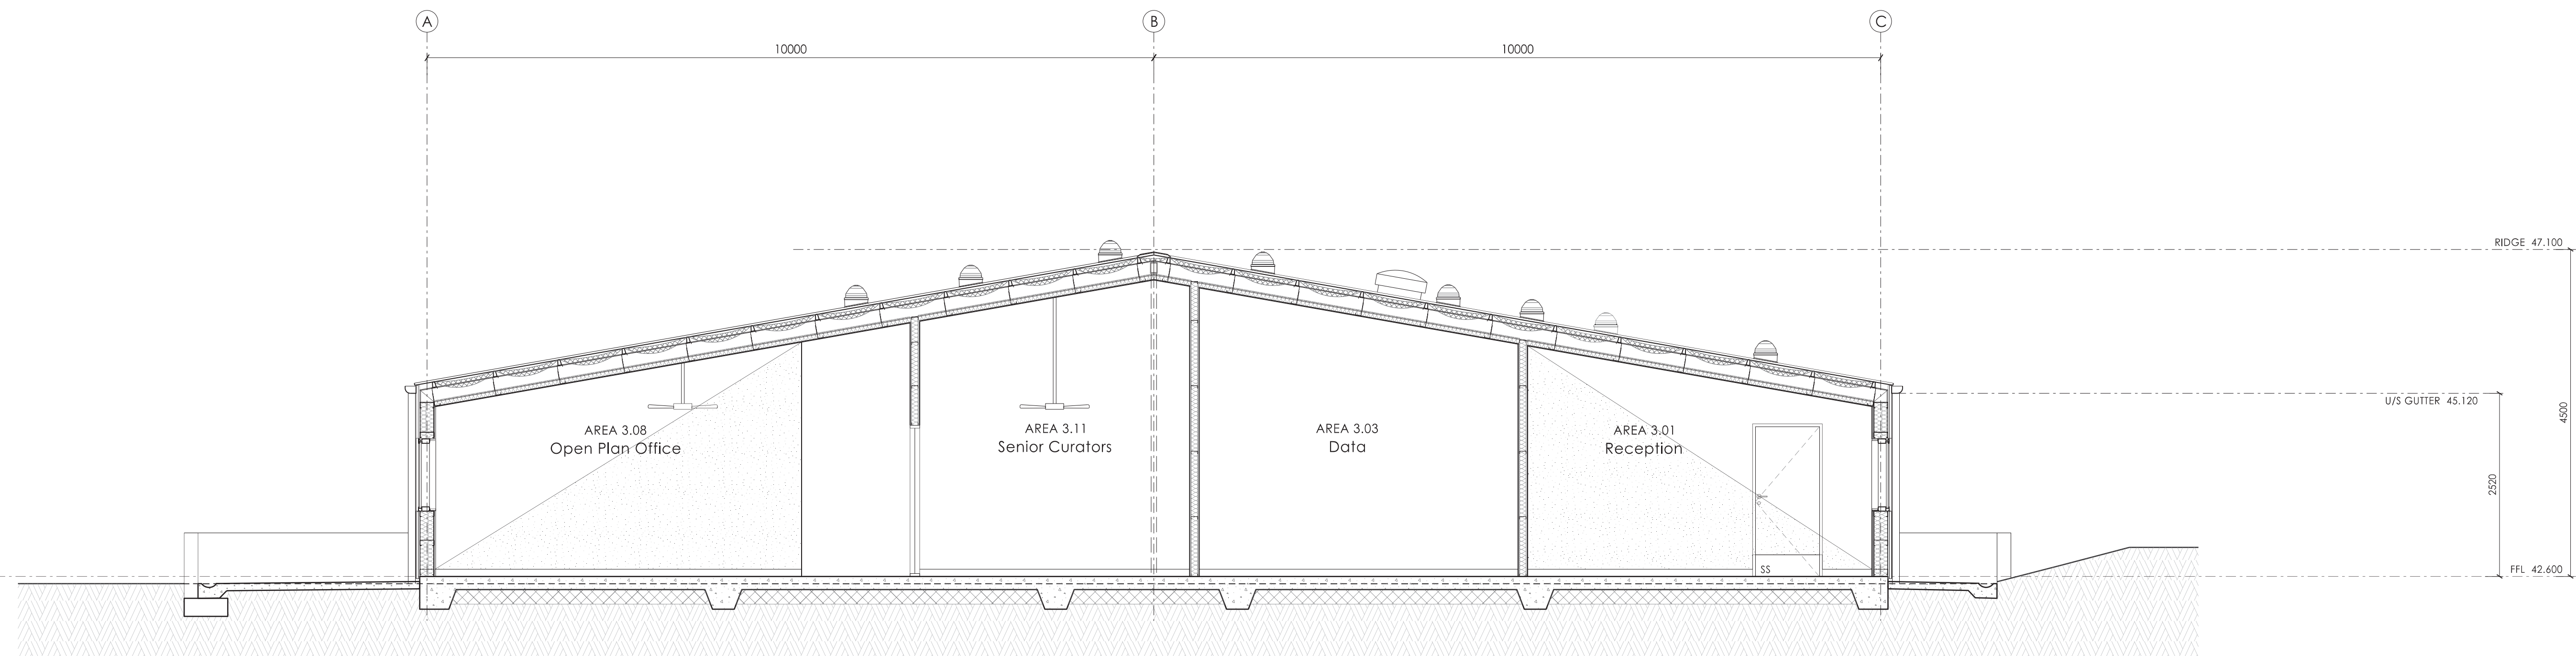 A
B
C
10000
10000
RIDGE 47.100
U/S GUTTER 45.120
4500
2520
AREA 3.08
Open Plan Office
AREA 3.11
Senior Curators
AREA 3.03
Data
AREA 3.01
Reception
SS
FFL 42.600